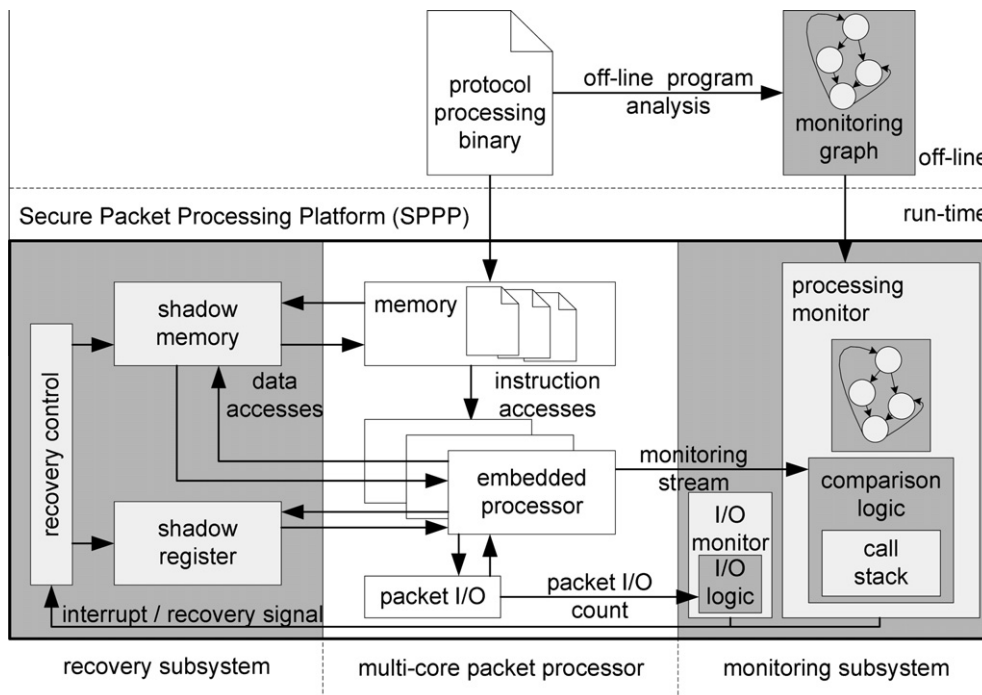 protocol
processing
binary
off-line program
analysis
monitoring
graph
off-line
Secure Packet Processing Platform (SPPP)
run-time
shadow
memory
memory
processing
monitor
recovery control
data
accesses
instruction
accesses
embedded
processor
monitoring
stream
comparison
logic
call
stack
shadow
register
I/O
monitor
I/O
logic
packet I/O
packet I/O
count
interrupt / recovery signal
recovery subsystem
multi-core packet processor
monitoring subsystem